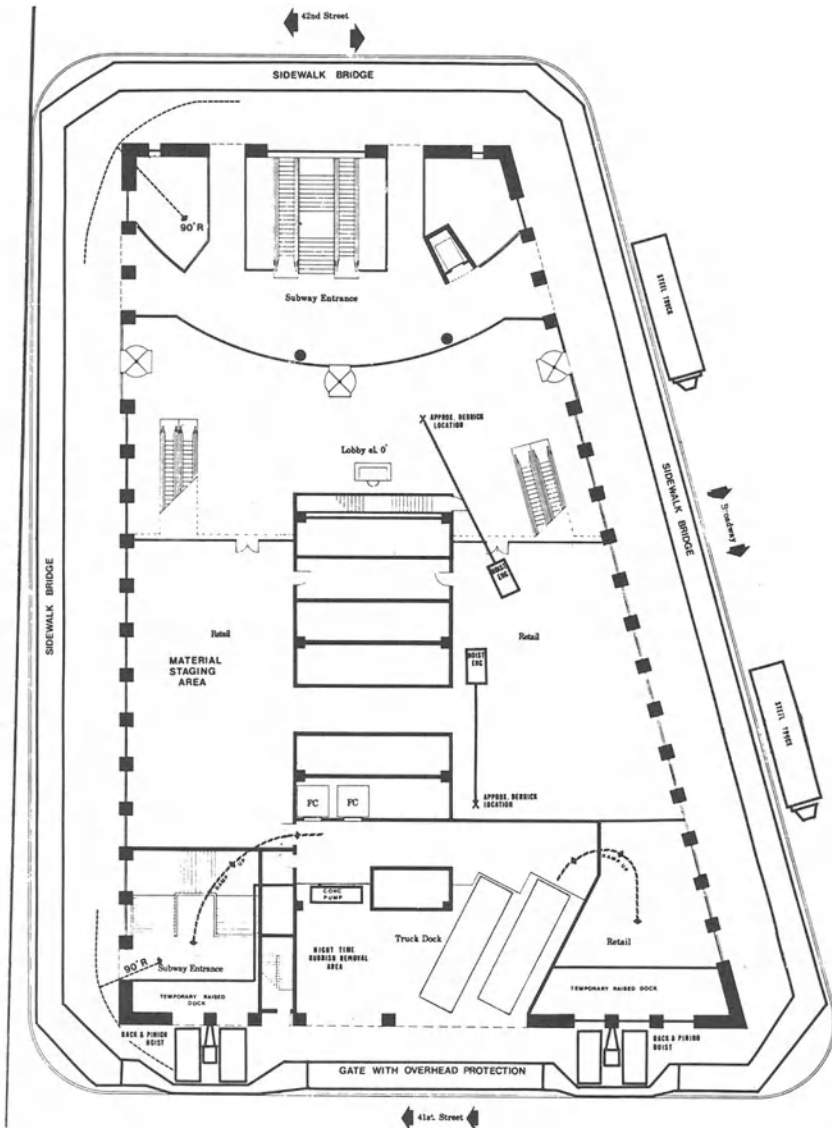 42nd Street
SIDEWALK BRIDGE
90'R
STEEL TRUCK
Subway Entrance
APPROX. DERRICK
LOCATION
Lobby el. 0'
SIDEWALK BRIDGE
Broadway
HOIST
ENG
SIDEWALK BRIDGE
Retail
Retail
MATERIAL
STAGING
AREA
HOIST
ENG
STEEL TRUCK
APPROX. DERRICK
LOCATION
FC
FC
CONC
PUMP
Truck Dock
NIGHT TIME
RUBBISH REMOVAL
AREA
Retail
90'R
Subway Entrance
TEMPORARY RAISED
DOCK
TEMPORARY RAISED DOCK
RACK & PINION
HOIST
RACK & PINION
HOIST
GATE WITH OVERHEAD PROTECTION
41st. Street